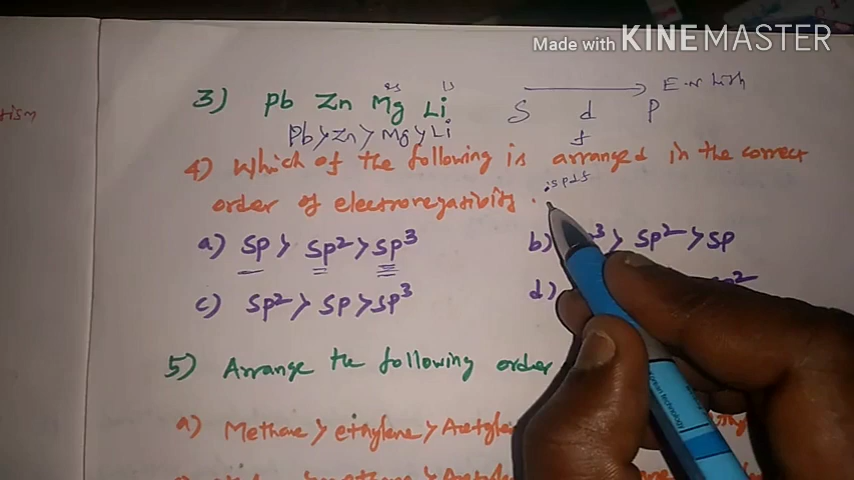 Made with KINEMASTER
tism
3) Pb Zn Mg Li
S d P
f
Pb>Zn>Mg>Li
4) Which of the following is arranged in the correct
order of electronegativity.
a) SP > SP² > SP³
b) > SP² > SP
c) SP² > SP > SP³
d)
5) Arrange the following order
a) Methane > ethylene >